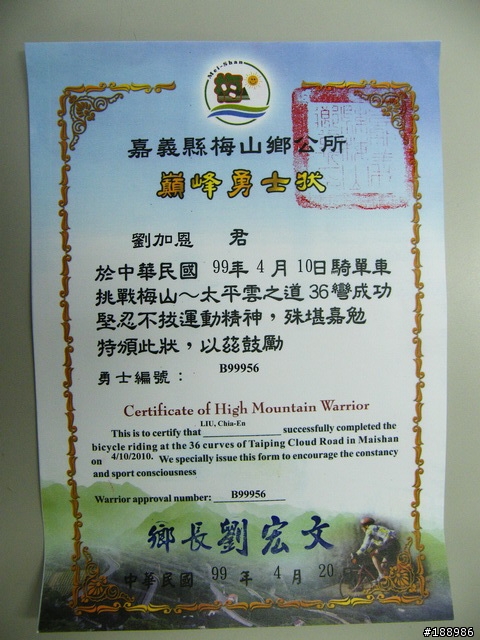 Mei-Shan
嘉義縣梅山鄉公所
巔峰勇士狀
劉加恩 君
於中華民國 99年 4 月 10日騎單車
挑戰梅山～太平雲之道 36彎成功
堅忍不拔運動精神，殊堪嘉勉
特頒此狀，以茲鼓勵
勇士編號： B99956
Certificate of High Mountain Warrior
LIU, Chia-En
This is to certify that ______________ successfully completed the
bicycle riding at the 36 curves of Taiping Cloud Road in Maishan
on 4/10/2010. We specially issue this form to encourage the constancy
and sport consciousness
Warrior approval number: B99956
鄉長劉宏文
中華民國 99 年 4 月 20
#188986